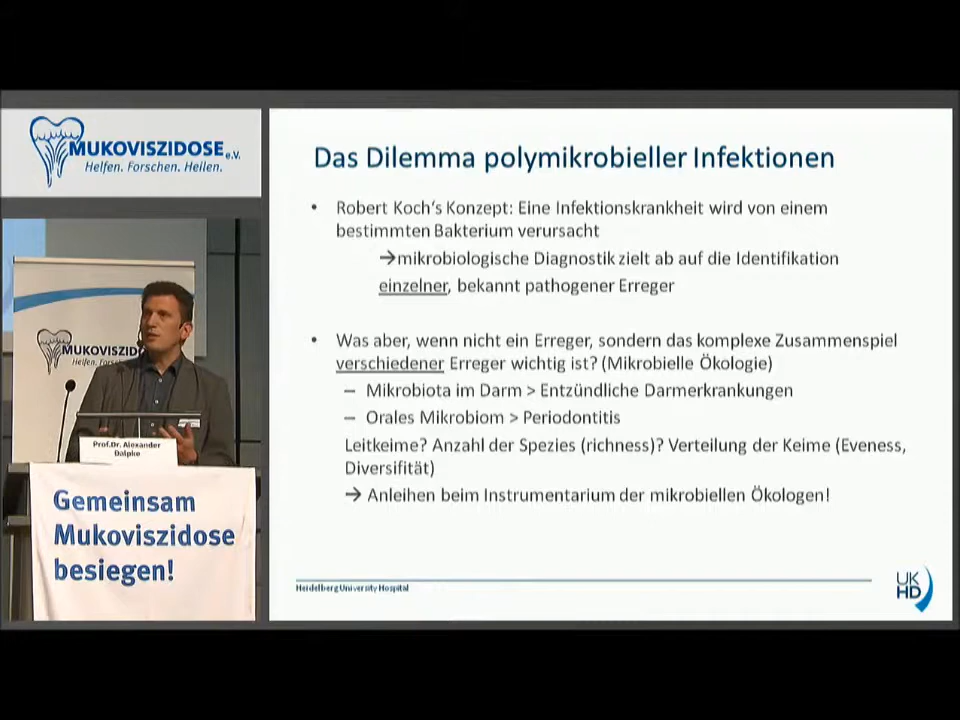 MUKOVISZIDOSE e.V.
Helfen. Forschen. Heilen.
MUKOVISZIDO
Helfen. Fo
Prof.Dr. Alexander
Dalpke
Gemeinsam
Mukoviszidose
besiegen!
Das Dilemma polymikrobieller Infektionen
• Robert Koch‘s Konzept: Eine Infektionskrankheit wird von einem
bestimmten Bakterium verursacht
→mikrobiologische Diagnostik zielt ab auf die Identifikation
einzelner, bekannt pathogener Erreger
• Was aber, wenn nicht ein Erreger, sondern das komplexe Zusammenspiel
verschiedener Erreger wichtig ist? (Mikrobielle Ökologie)
– Mikrobiota im Darm > Entzündliche Darmerkrankungen
– Orales Mikrobiom > Periodontitis
Leitkeime? Anzahl der Spezies (richness)? Verteilung der Keime (Eveness,
Diversifität)
→ Anleihen beim Instrumentarium der mikrobiellen Ökologen!
Heidelberg University Hospital
UK
HD